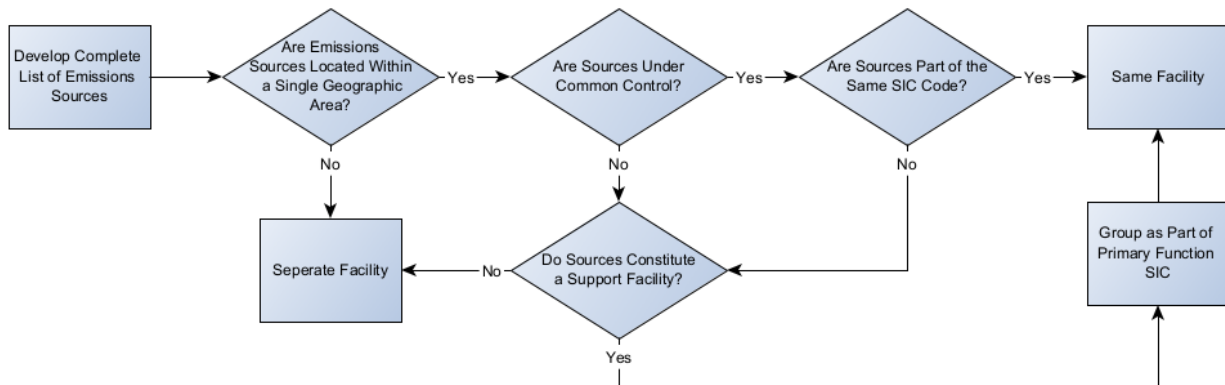 Develop Complete
List of Emissions
Sources
Are Emissions
Sources Located Within
a Single Geographic
Area?
Yes
Are Sources Under
Common Control?
Yes
Are Sources Part of the
Same SIC Code?
Yes
Same Facility
No
No
No
Seperate Facility
No
Do Sources Constitute
a Support Facility?
Group as Part of
Primary Function
SIC
Yes